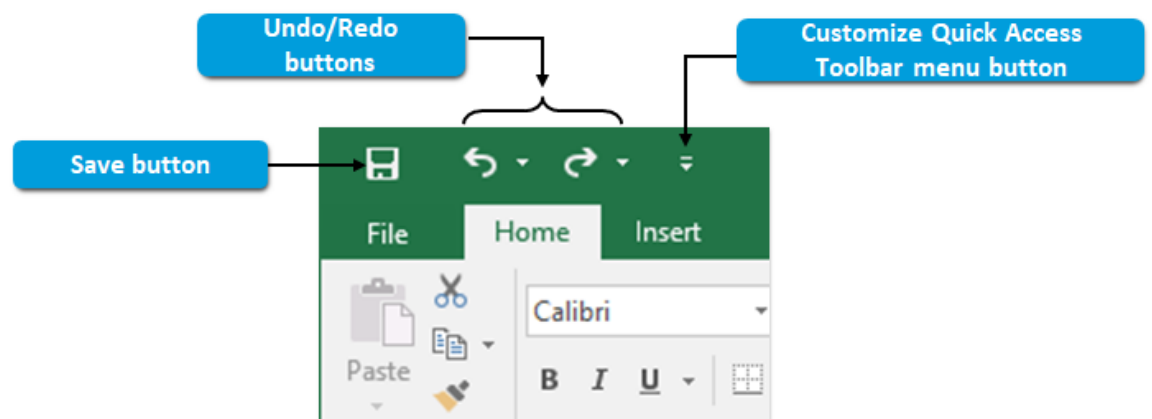 Undo/Redo
buttons
Customize Quick Access
Toolbar menu button
Save button
File Home Insert
Calibri
Paste
B I U